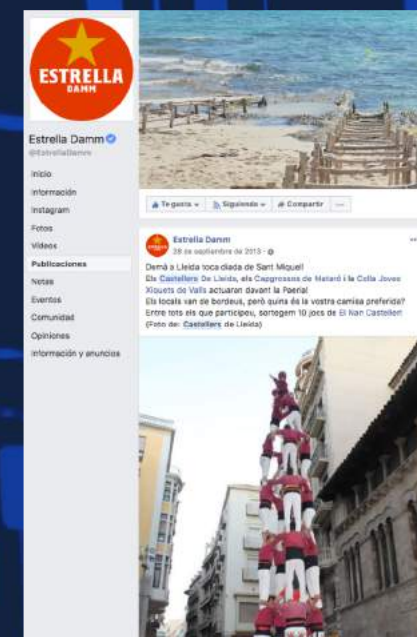 ESTRELLA
DAMM
Estrella Damm
@EstrellaDamm
Inicio
Información
Instagram
Fotos
Vídeos
Publicaciones
Notas
Eventos
Comunidad
Opiniones
Información y anuncios
Te gusta
Siguiendo
Compartir
Estrella Damm
28 de septiembre de 2013
Demà a Lleida toca diada de Sant Miquel!
Els Castellers De Lleida, els Capgrossos de Mataró i la Colla Joves
Xiquets de Valls actuaran davant la Paeria!
Els locals van de bordeus, però quina és la vostra camisa preferida?
Entre tots els que participeu, sortegem 10 jocs de El Nan Casteller!
(Foto de: Castellers de Lleida)